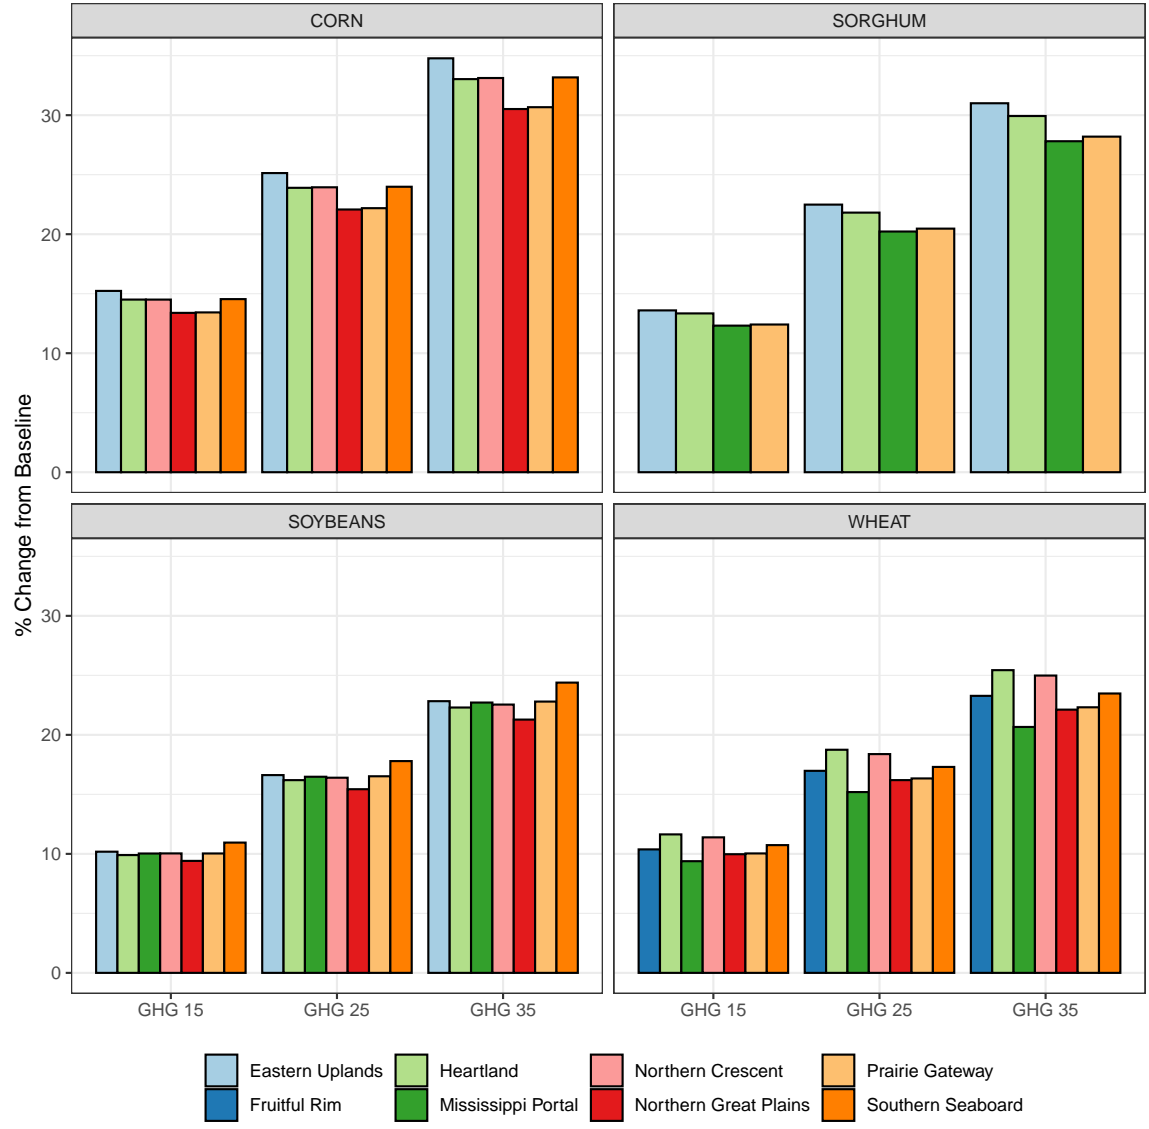 CORN
SORGHUM
30
20
10
0
SOYBEANS
WHEAT
30
20
10
0
% Change from Baseline
GHG 15
GHG 25
GHG 35
GHG 15
GHG 25
GHG 35
Eastern Uplands
Heartland
Northern Crescent
Prairie Gateway
Fruitful Rim
Mississippi Portal
Northern Great Plains
Southern Seaboard